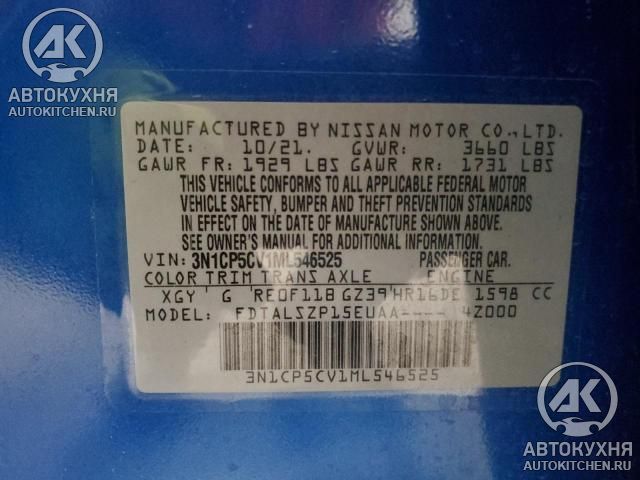 АК
АВТОКУХНЯ
AUTOKITCHEN.RU
MANUFACTURED BY NISSAN MOTOR CO.,LTD.
DATE: 10/21. GVWR: 3660 LBS
GAWR FR: 1929 LBS GAWR RR: 1731 LBS
THIS VEHICLE CONFORMS TO ALL APPLICABLE FEDERAL MOTOR
VEHICLE SAFETY, BUMPER AND THEFT PREVENTION STANDARDS
IN EFFECT ON THE DATE OF MANUFACTURE SHOWN ABOVE.
SEE OWNER'S MANUAL FOR ADDITIONAL INFORMATION.
VIN: 3N1CP5CV1ML546525 PASSENGER CAR.
COLOR TRIM TRANS AXLE ENGINE
XGY G RE0F11B GZ39 HR16DE 1598 CC
MODEL: FDTALSZP15EUAA---- 4Z000
3N1CP5CV1ML546525
АК
АВТОКУХНЯ
AUTOKITCHEN.RU